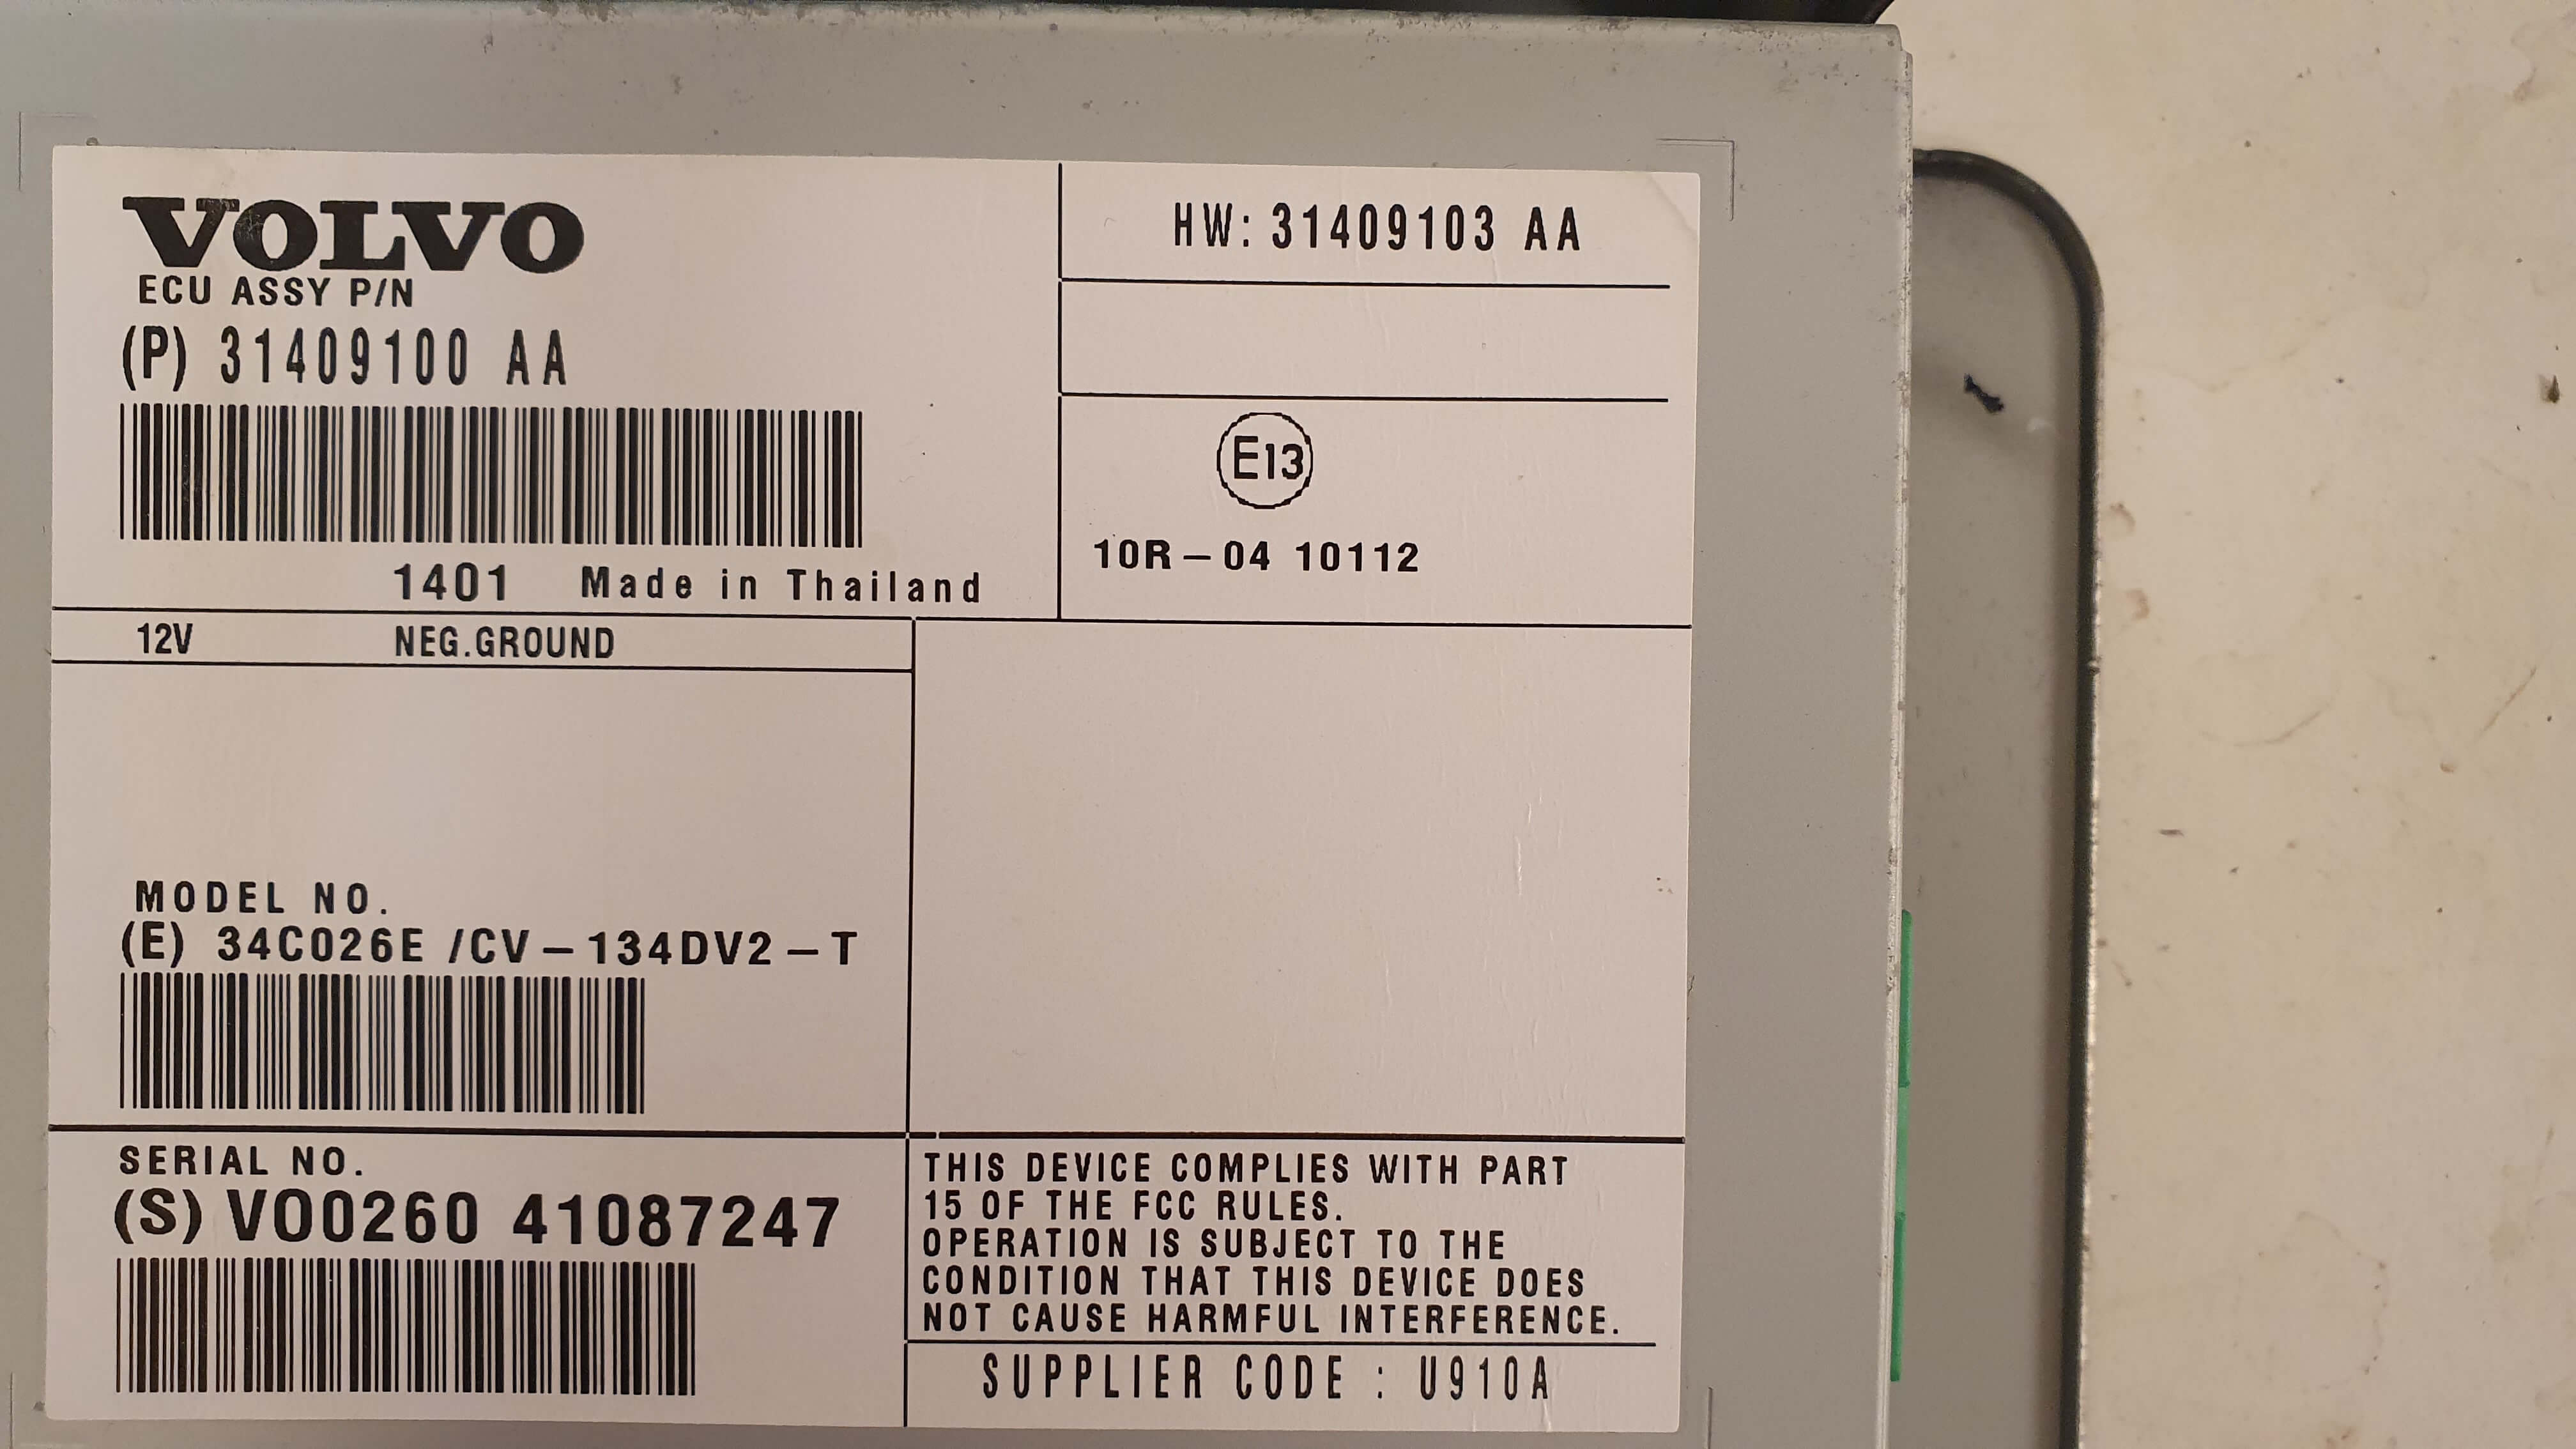 VOLVO
ECU ASSY P/N
(P) 31409100 AA
1401 Made in Thailand
HW: 31409103 AA
E13
10R-04 10112
12V NEG.GROUND
MODEL NO.
(E) 34C026E /CV-134DV2-T
SERIAL NO.
(S) VO0260 41087247
THIS DEVICE COMPLIES WITH PART
15 OF THE FCC RULES.
OPERATION IS SUBJECT TO THE
CONDITION THAT THIS DEVICE DOES
NOT CAUSE HARMFUL INTERFERENCE.
SUPPLIER CODE : U910A